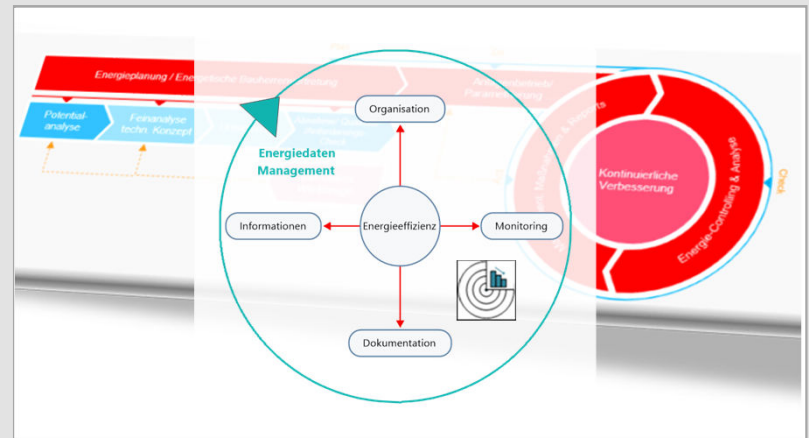 Energieplanung / Energetische
Potential-
analyse
Feinanalyse
techn. Konzept
Organisation
Energiedaten
Management
Informationen
Energieeffizienz
Monitoring
Dokumentation
Kontinuierliche
Verbesserung
Energie-Controlling & Analyse
& Reports
Check